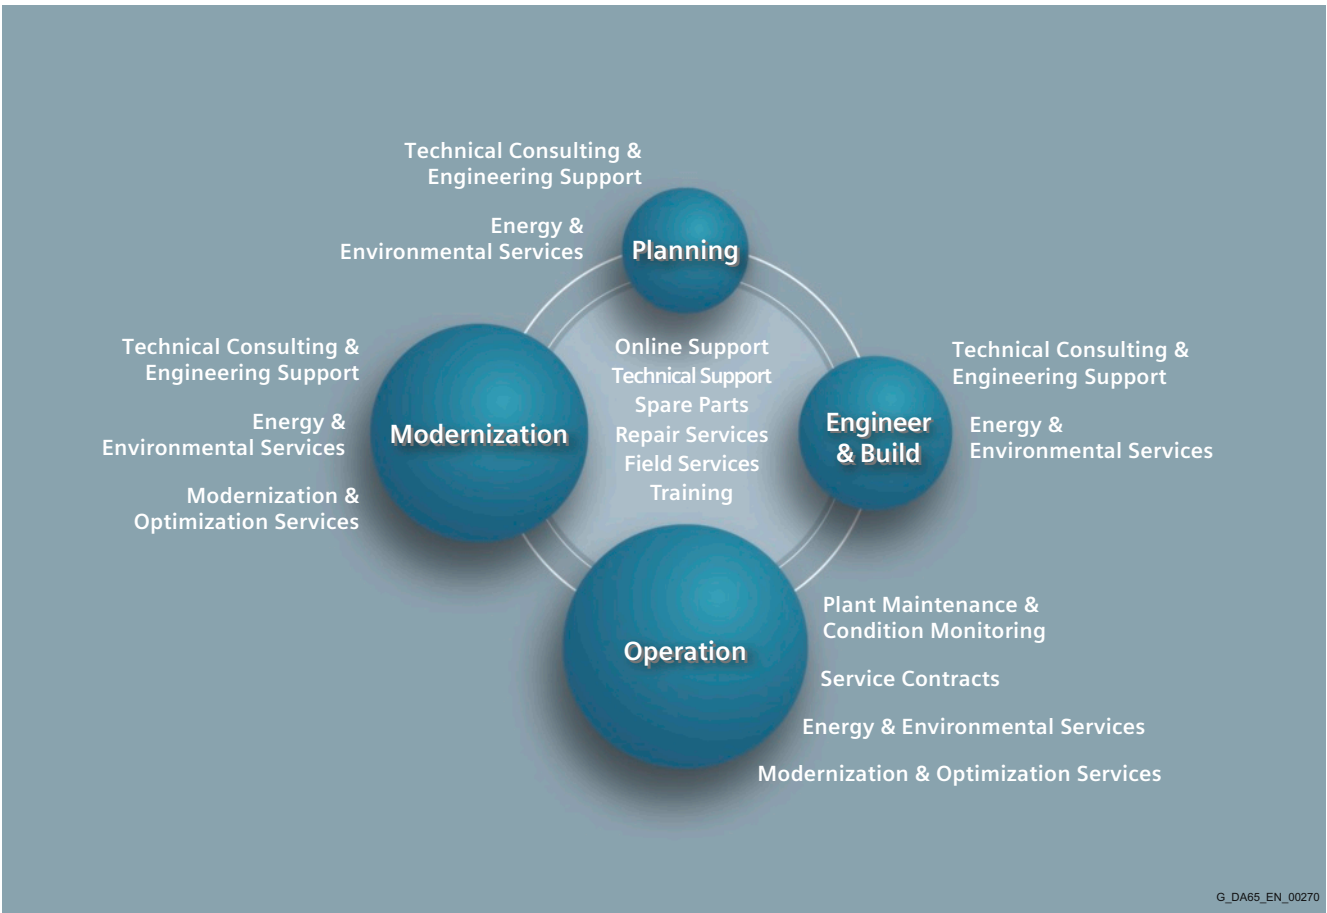 Technical Consulting &
Engineering Support
Energy &
Environmental Services
Planning
Technical Consulting &
Engineering Support
Energy &
Environmental Services
Modernization &
Optimization Services
Modernization
Online Support
Technical Support
Spare Parts
Repair Services
Field Services
Training
Engineer
& Build
Technical Consulting &
Engineering Support
Energy &
Environmental Services
Operation
Plant Maintenance &
Condition Monitoring
Service Contracts
Energy & Environmental Services
Modernization & Optimization Services
G_DA65_EN_00270